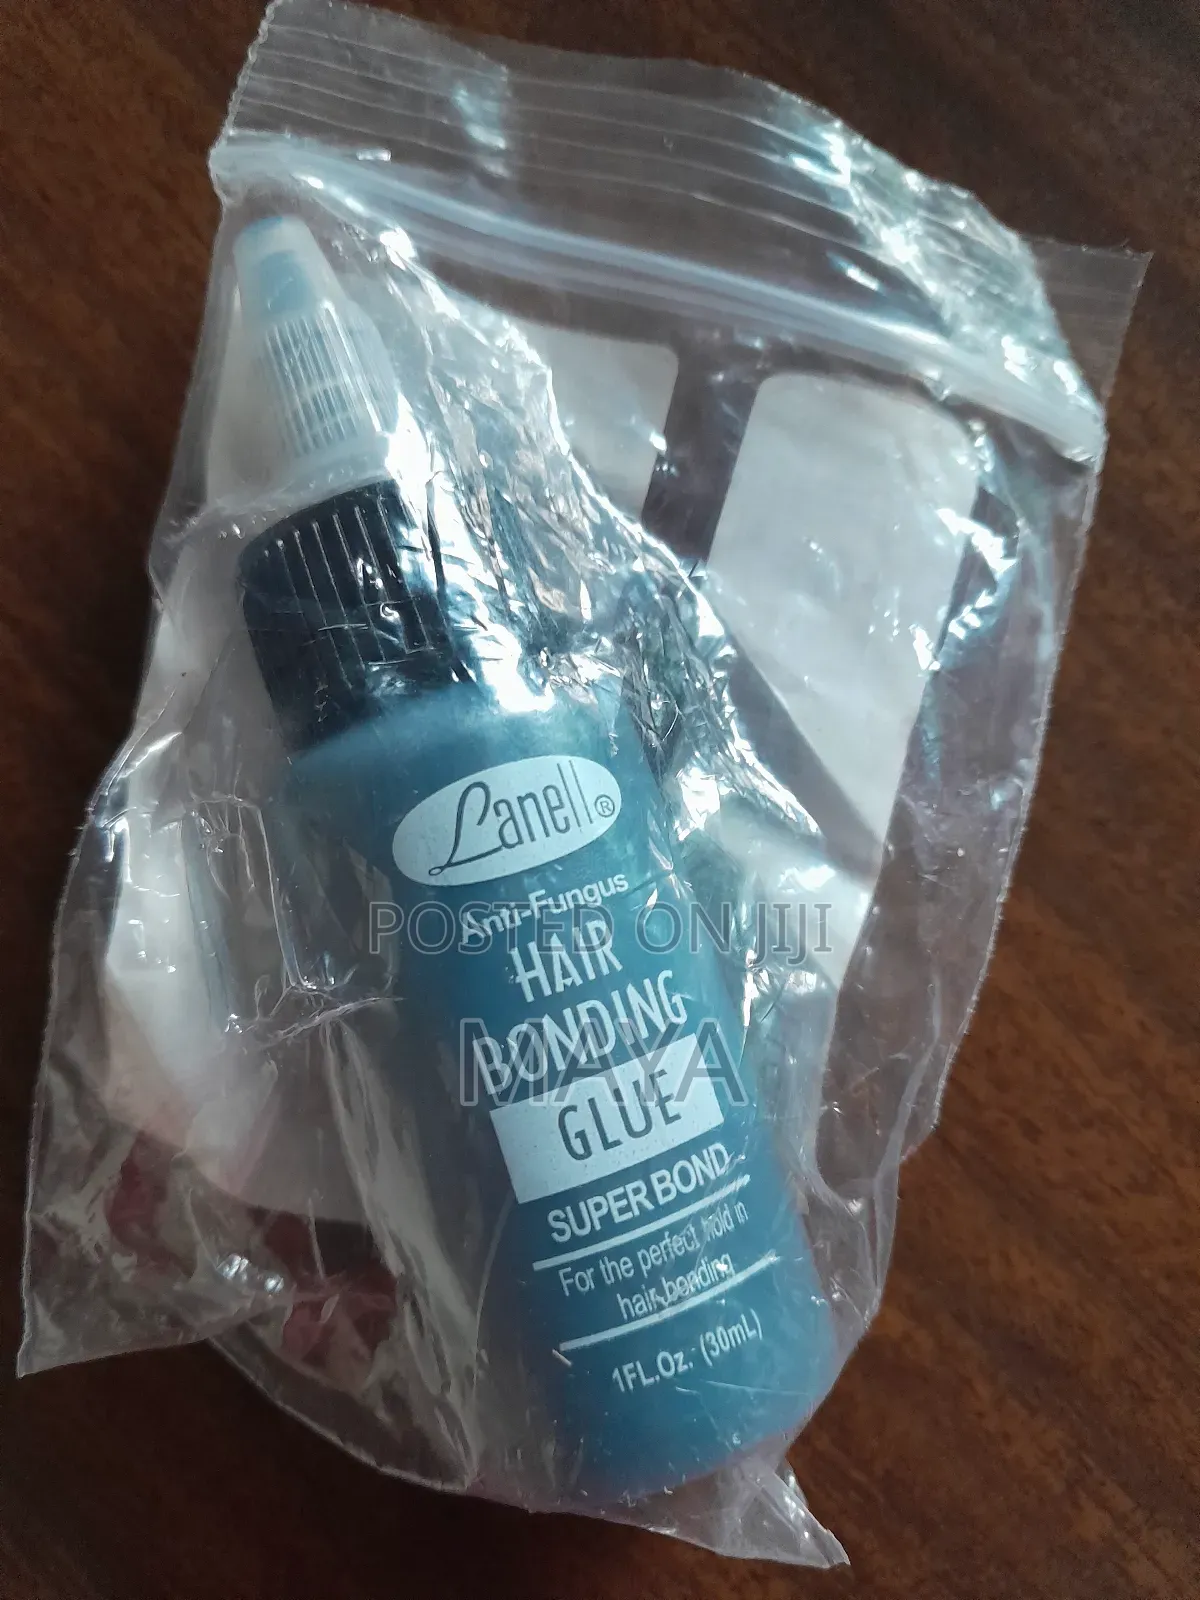 Lanell®
Anti-Fungus
POSTED ON JIJI
HAIR
BONDING
MAYA
GLUE
SUPER BOND
For the perfect hold in
hair bonding
1FL.Oz. (30mL)